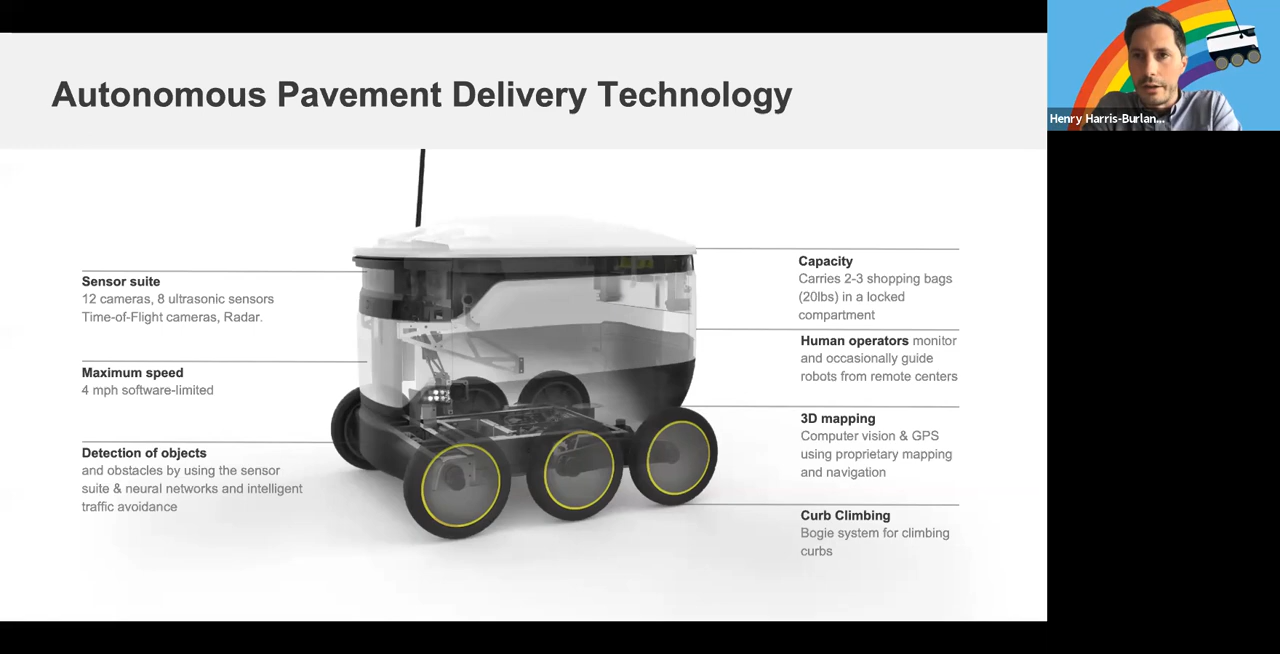 Autonomous Pavement Delivery Technology
Henry Harris-Burlan...
Sensor suite
12 cameras, 8 ultrasonic sensors
Time-of-Flight cameras, Radar.
Maximum speed
4 mph software-limited
Detection of objects
and obstacles by using the sensor
suite & neural networks and intelligent
traffic avoidance
Capacity
Carries 2-3 shopping bags
(20lbs) in a locked
compartment
Human operators monitor
and occasionally guide
robots from remote centers
3D mapping
Computer vision & GPS
using proprietary mapping
and navigation
Curb Climbing
Bogie system for climbing
curbs